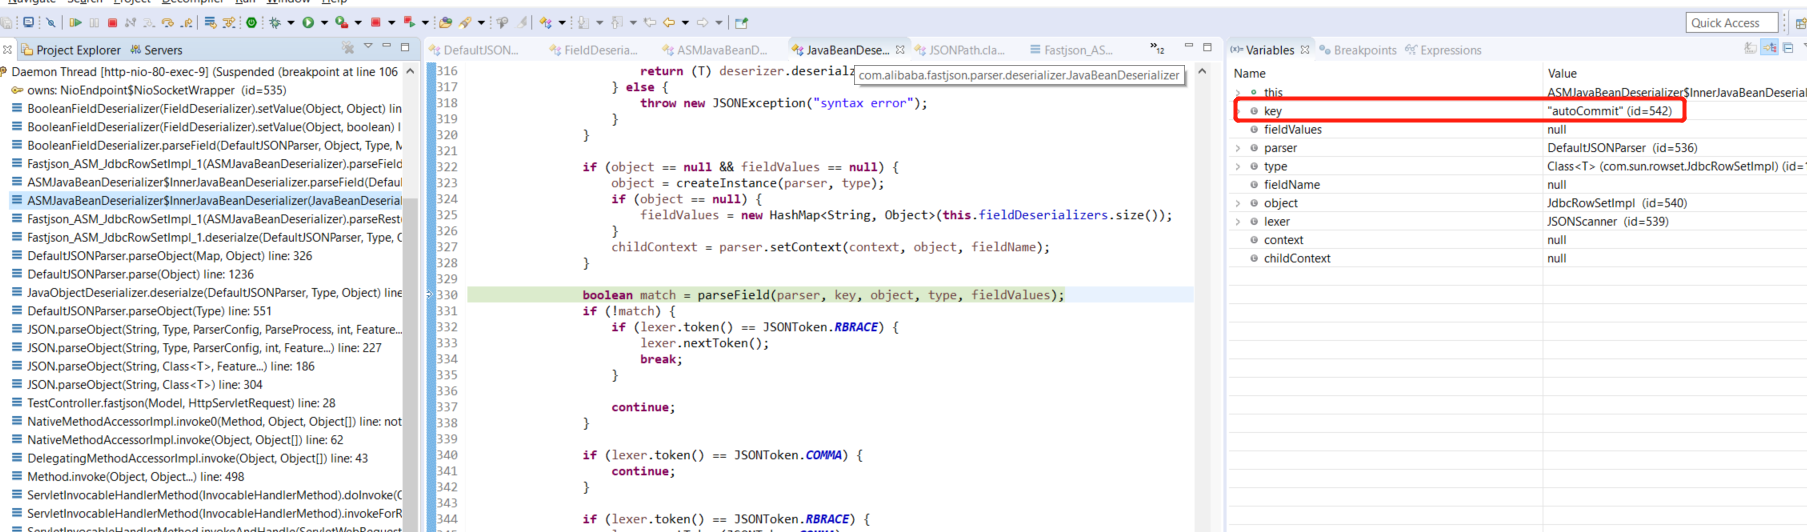 Navigate Search Project Run Window Help
Quick Access
Project Explorer Servers
Daemon Thread [http-nio-80-exec-9] (Suspended (breakpoint at line 106
owns: NioEndpoint$NioSocketWrapper (id=535)
BooleanFieldDeserializer(FieldDeserializer).setValue(Object, Object) lin
BooleanFieldDeserializer(FieldDeserializer).setValue(Object, boolean) l
BooleanFieldDeserializer.parseField(DefaultJSONParser, Object, Type, M
Fastjson_ASM_JdbcRowSetImpl_1(ASMJavaBeanDeserializer).parseField
ASMJavaBeanDeserializer$InnerJavaBeanDeserializer.parseField(Defau
ASMJavaBeanDeserializer$InnerJavaBeanDeserializer(JavaBeanDeserial
Fastjson_ASM_JdbcRowSetImpl_1(ASMJavaBeanDeserializer).parseRest
Fastjson_ASM_JdbcRowSetImpl_1.deserialze(DefaultJSONParser, Type, O
DefaultJSONParser.parseObject(Map, Object) line: 326
DefaultJSONParser.parse(Object) line: 1236
JavaObjectDeserializer.deserialze(DefaultJSONParser, Type, Object) line
DefaultJSONParser.parseObject(Type) line: 551
JSON.parseObject(String, Type, ParserConfig, ParseProcess, int, Feature...
JSON.parseObject(String, Type, ParserConfig, int, Feature...) line: 227
JSON.parseObject(String, Class<T>, Feature...) line: 186
JSON.parseObject(String, Class<T>) line: 304
TestController.fastjson(Model, HttpServletRequest) line: 28
NativeMethodAccessorImpl.invoke0(Method, Object, Object[]) line: not
NativeMethodAccessorImpl.invoke(Object, Object[]) line: 62
DelegatingMethodAccessorImpl.invoke(Object, Object[]) line: 43
Method.invoke(Object, Object...) line: 498
ServletInvocableHandlerMethod(InvocableHandlerMethod).doInvoke(O
ServletInvocableHandlerMethod(InvocableHandlerMethod).invokeForR
ServletInvocableHandlerMethod.invokeAndHandle(ServletWebReques
DefaultJSON... FieldDeseria... ASMJavaBeanD... JavaBeanDese... JSONPath.cla... Fastjson_AS... »12
com.alibaba.fastjson.parser.deserializer.JavaBeanDeserializer
316 return (T) deserizer.deserialz
317 } else {
318 throw new JSONException("syntax error");
319 }
320 }
321
322 if (object == null && fieldValues == null) {
323 object = createInstance(parser, type);
324 if (object == null) {
325 fieldValues = new HashMap<String, Object>(this.fieldDeserializers.size());
326 }
327 childContext = parser.setContext(context, object, fieldName);
328 }
329
330 boolean match = parseField(parser, key, object, type, fieldValues);
331 if (!match) {
332 if (lexer.token() == JSONToken.RBRACE) {
333 lexer.nextToken();
334 break;
335 }
336
337 continue;
338 }
339
340 if (lexer.token() == JSONToken.COMMA) {
341 continue;
342 }
343
344 if (lexer.token() == JSONToken.RBRACE) {
(x)= Variables Breakpoints Expressions
Name Value
this ASMJavaBeanDeserializer$InnerJavaBeanDeseria
key "autoCommit" (id=542)
fieldValues null
parser DefaultJSONParser (id=536)
type Class<T> (com.sun.rowset.JdbcRowSetImpl) (id=
fieldName null
object JdbcRowSetImpl (id=540)
lexer JSONScanner (id=539)
context null
childContext null